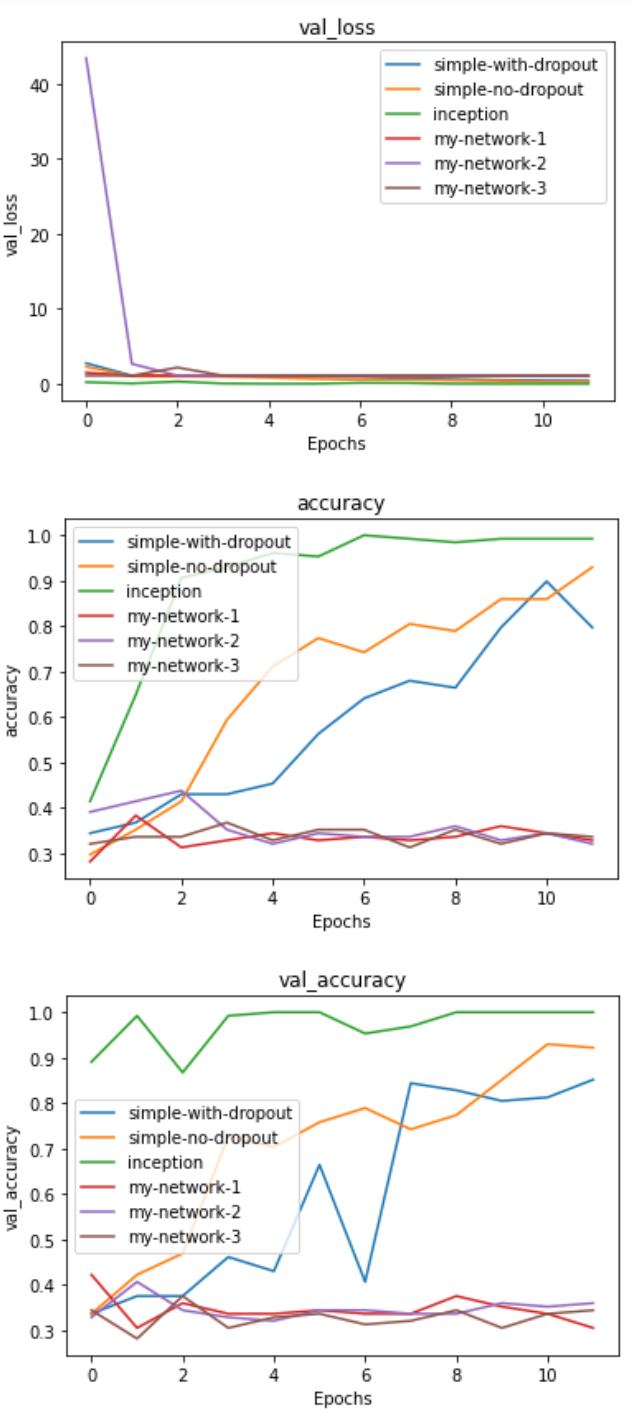 val_loss
simple-with-dropout
simple-no-dropout
inception
my-network-1
my-network-2
my-network-3
40
30
20
10
0
val_loss
0 2 4 6 8 10
Epochs
accuracy
simple-with-dropout
simple-no-dropout
inception
my-network-1
my-network-2
my-network-3
1.0
0.9
0.8
0.7
0.6
0.5
0.4
0.3
accuracy
0 2 4 6 8 10
Epochs
val_accuracy
simple-with-dropout
simple-no-dropout
inception
my-network-1
my-network-2
my-network-3
1.0
0.9
0.8
0.7
0.6
0.5
0.4
0.3
val_accuracy
0 2 4 6 8 10
Epochs